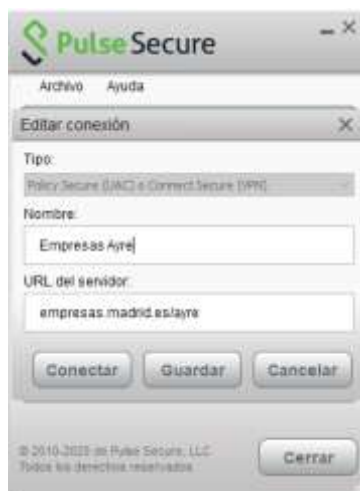 Pulse Secure
Archivo Ayuda
Editar conexión
Tipo:
Policy Secure (UAC) o Connect Secure (VPN)
Nombre:
Empresas Ayre
URL del servidor:
empresas.madrid.es/ayre
Conectar Guardar Cancelar
© 2010-2020 de Pulse Secure, LLC
Todos los derechos reservados
Cerrar